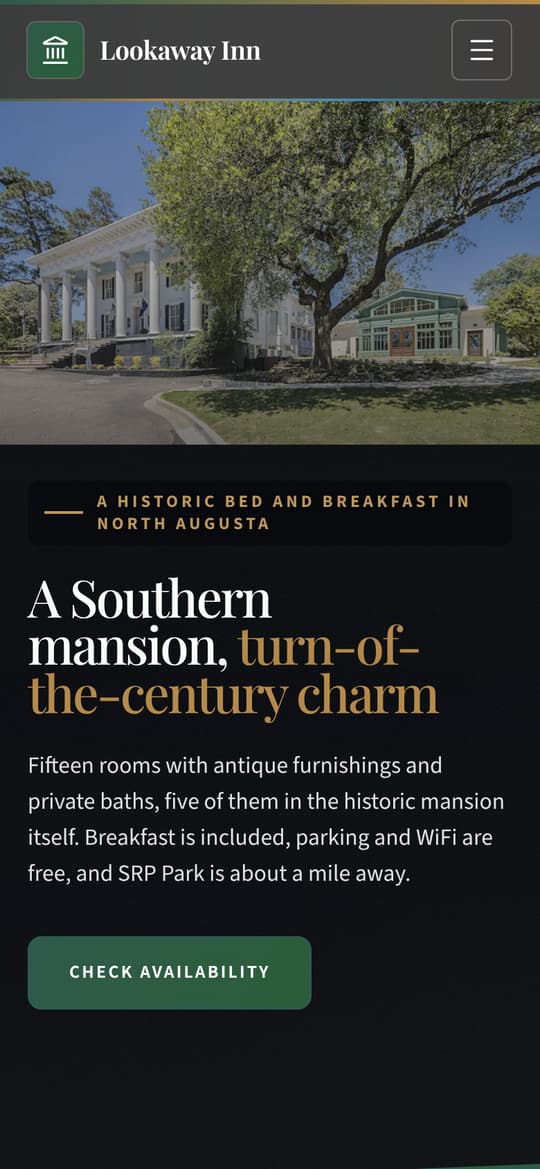 Lookaway Inn
A HISTORIC BED AND BREAKFAST IN
NORTH AUGUSTA
A Southern
mansion, turn-of-
the-century charm
Fifteen rooms with antique furnishings and
private baths, five of them in the historic mansion
itself. Breakfast is included, parking and WiFi are
free, and SRP Park is about a mile away.
CHECK AVAILABILITY